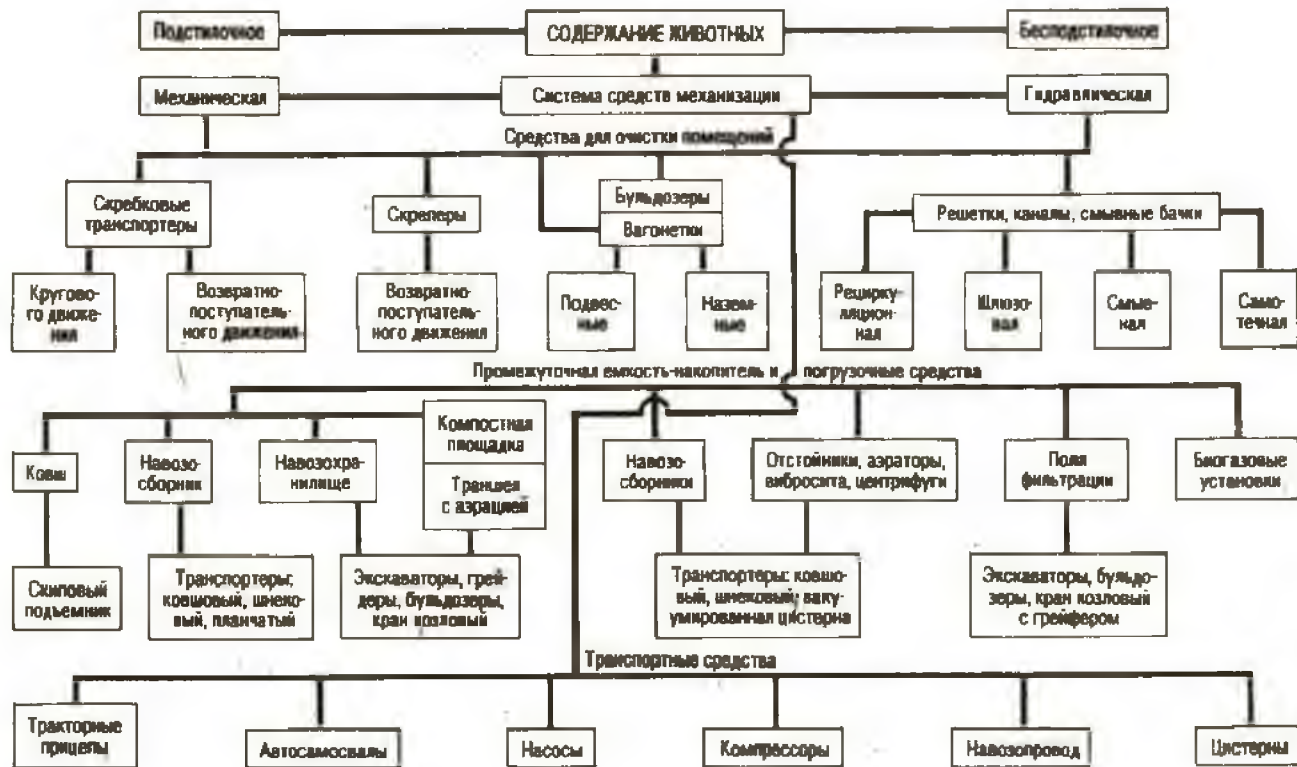 Подстилочное
СОДЕРЖАНИЕ ЖИВОТНЫХ
Бесподстилочное
Механическая
Система средств механизации
Гидравлическая
Средства для очистки помещений
Скребковые
транспортеры
Скреперы
Бульдозеры
Вагонетки
Решетки, каналы, смывные бачки
Кругово-
го движе-
ния
Возвратно-
поступатель-
ного движения
Возвратно-
поступатель-
ного движения
Подвес-
ные
Назем-
ные
Рецирку-
ляцион-
ная
Шлюзо-
вая
Смыв-
ная
Само-
течная
Промежуточная емкость-накопитель и погрузочные средства
Ковш
Навозо-
сборник
Навозохра-
нилище
Компостная
площадка
Траншея
с аэрацией
Навозо-
сборники
Отстойники, аэраторы,
вибросита, центрифуги
Поля
фильтрации
Биогазовые
установки
Скиповый
подъемник
Транспортеры:
ковшовый, шнеко-
вый, планчатый
Экскаваторы, грей-
деры, бульдозеры,
кран козловый
Транспортеры: ковшо-
вый, шнековый; ваку-
умированная цистерна
Экскаваторы, бульдо-
зеры, кран козловый
с грейфером
Транспортные средства
Тракторные
прицепы
Автосамосвалы
Насосы
Компрессоры
Навозопровод
Цистерны